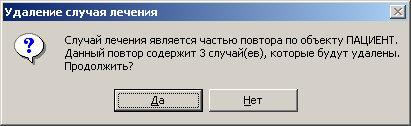 Удаление случая лечения
Случай лечения является частью повтора по объекту ПАЦИЕНТ.
Данный повтор содержит 3 случай(ев), которые будут удалены.
Продолжить?
Да
Нет